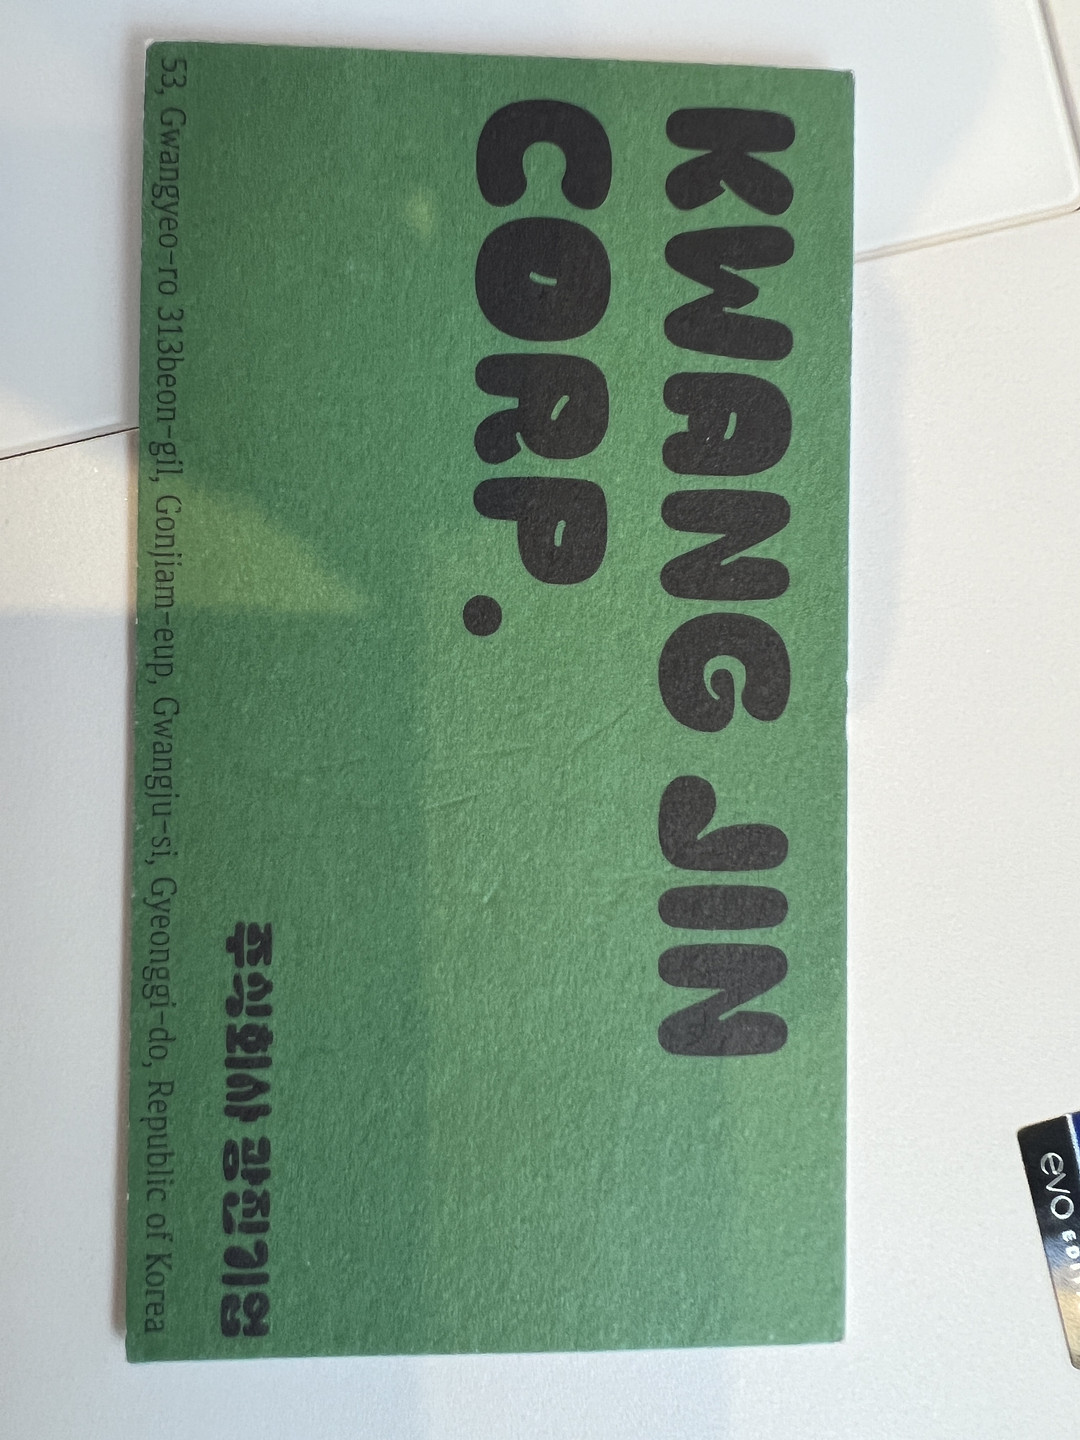 KWANG JIN
CORP.
주식회사 광진기업
53, Gwangyeo-ro 313beon-gil, Gonjiam-eup, Gwangju-si, Gyeonggi-do, Republic of Korea
evo